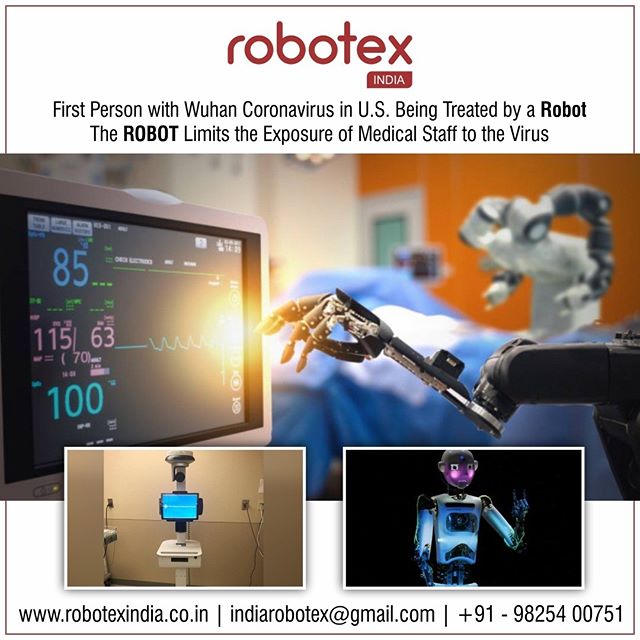 robotex
INDIA
First Person with Wuhan Coronavirus in U.S. Being Treated by a Robot
The ROBOT Limits the Exposure of Medical Staff to the Virus
85
CHECK ELECTRODES
115/ 63
( 70)
100
www.robotexindia.co.in | indiarobotex@gmail.com | +91 - 98254 00751